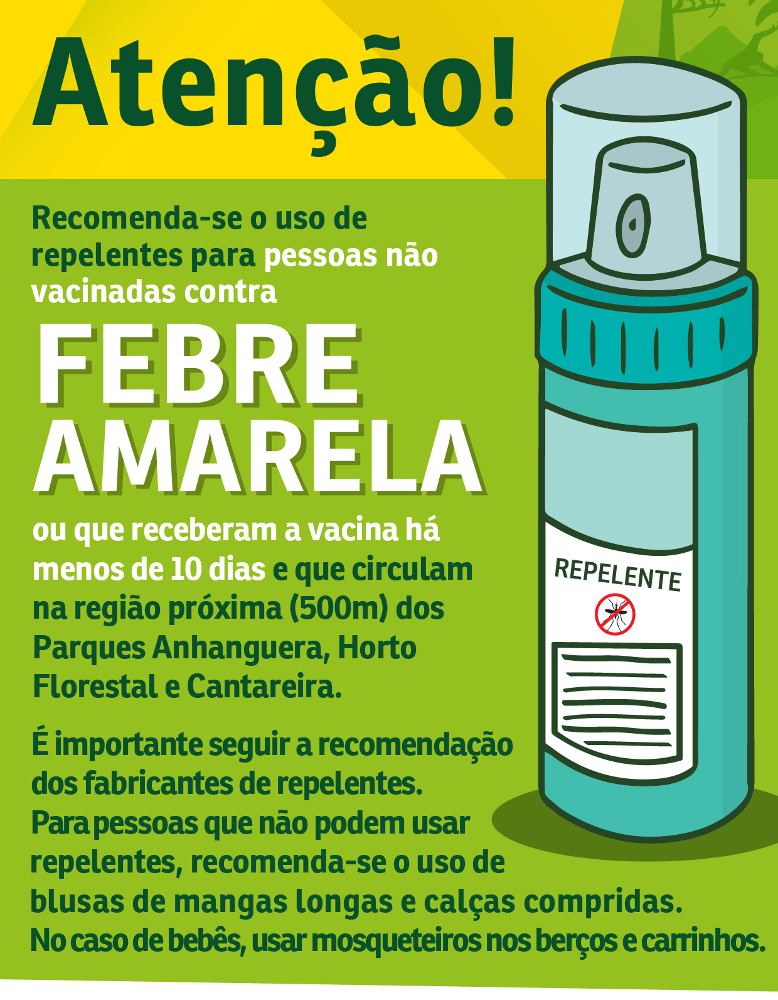 Atenção!
Recomenda-se o uso de
repelentes para pessoas não
vacinadas contra
FEBRE
AMARELA
ou que receberam a vacina há
menos de 10 dias e que circulam
na região próxima (500m) dos
Parques Anhanguera, Horto
Florestal e Cantareira.
É importante seguir a recomendação
dos fabricantes de repelentes.
Para pessoas que não podem usar
repelentes, recomenda-se o uso de
blusas de mangas longas e calças compridas.
No caso de bebês, usar mosqueteiros nos berços e carrinhos.
REPELENTE